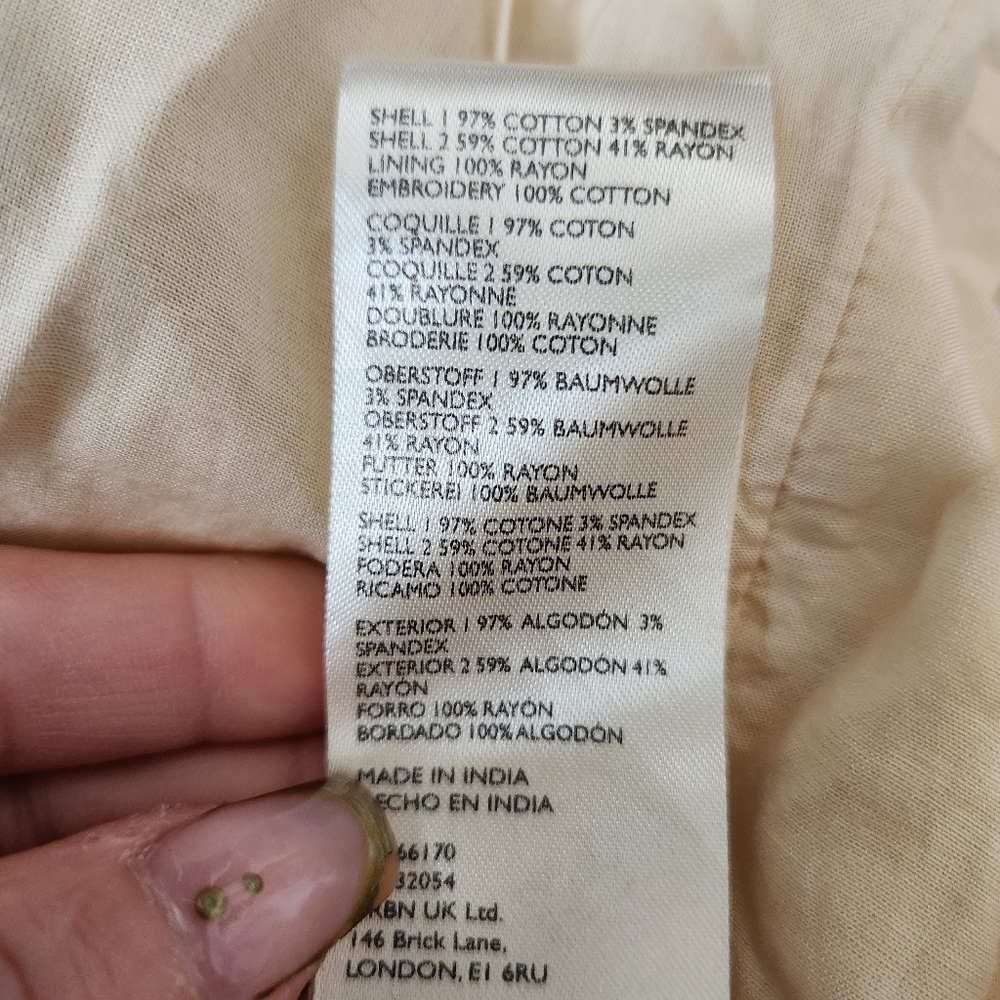 SHELL 1 97% COTTON 3% SPANDEX
SHELL 2 59% COTTON 41% RAYON
LINING 100% RAYON
EMBROIDERY 100% COTTON
COQUILLE 1 97% COTON
3% SPANDEX
COQUILLE 2 59% COTON
41% RAYONNE
DOUBLURE 100% RAYONNE
BRODERIE 100% COTON
OBERSTOFF 1 97% BAUMWOLLE
3% SPANDEX
OBERSTOFF 2 59% BAUMWOLLE
41% RAYON
FUTTER 100% RAYON
STICKEREI 100% BAUMWOLLE
SHELL 1 97% COTONE 3% SPANDEX
SHELL 2 59% COTONE 41% RAYON
FODERA 100% RAYON
RICAMO 100% COTONE
EXTERIOR 1 97% ALGODÓN 3%
SPANDEX
EXTERIOR 2 59% ALGODÓN 41%
RAYÓN
FORRO 100% RAYÓN
BORDADO 100% ALGODÓN
MADE IN INDIA
ECHO EN INDIA
66170
32054
RBN UK Ltd.
146 Brick Lane,
LONDON, E1 6RU